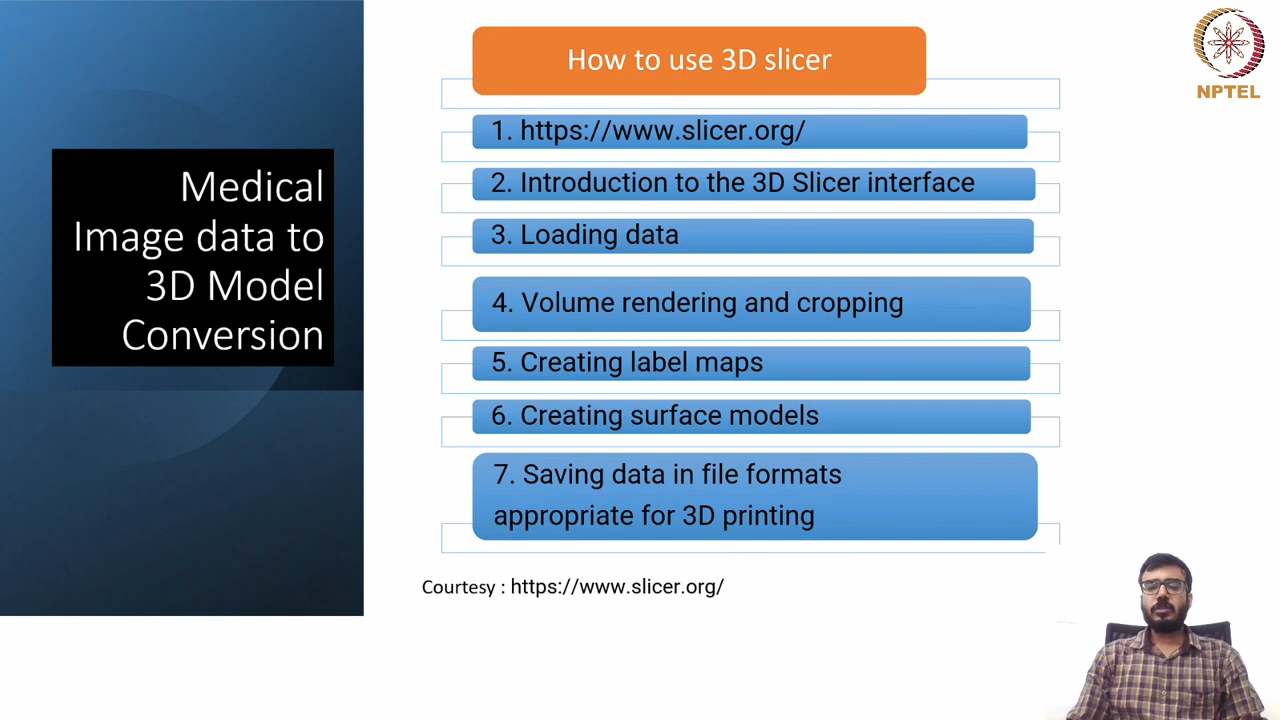 Medical
Image data to
3D Model
Conversion
How to use 3D slicer
1. https://www.slicer.org/
2. Introduction to the 3D Slicer interface
3. Loading data
4. Volume rendering and cropping
5. Creating label maps
6. Creating surface models
7. Saving data in file formats
appropriate for 3D printing
Courtesy : https://www.slicer.org/
NPTEL